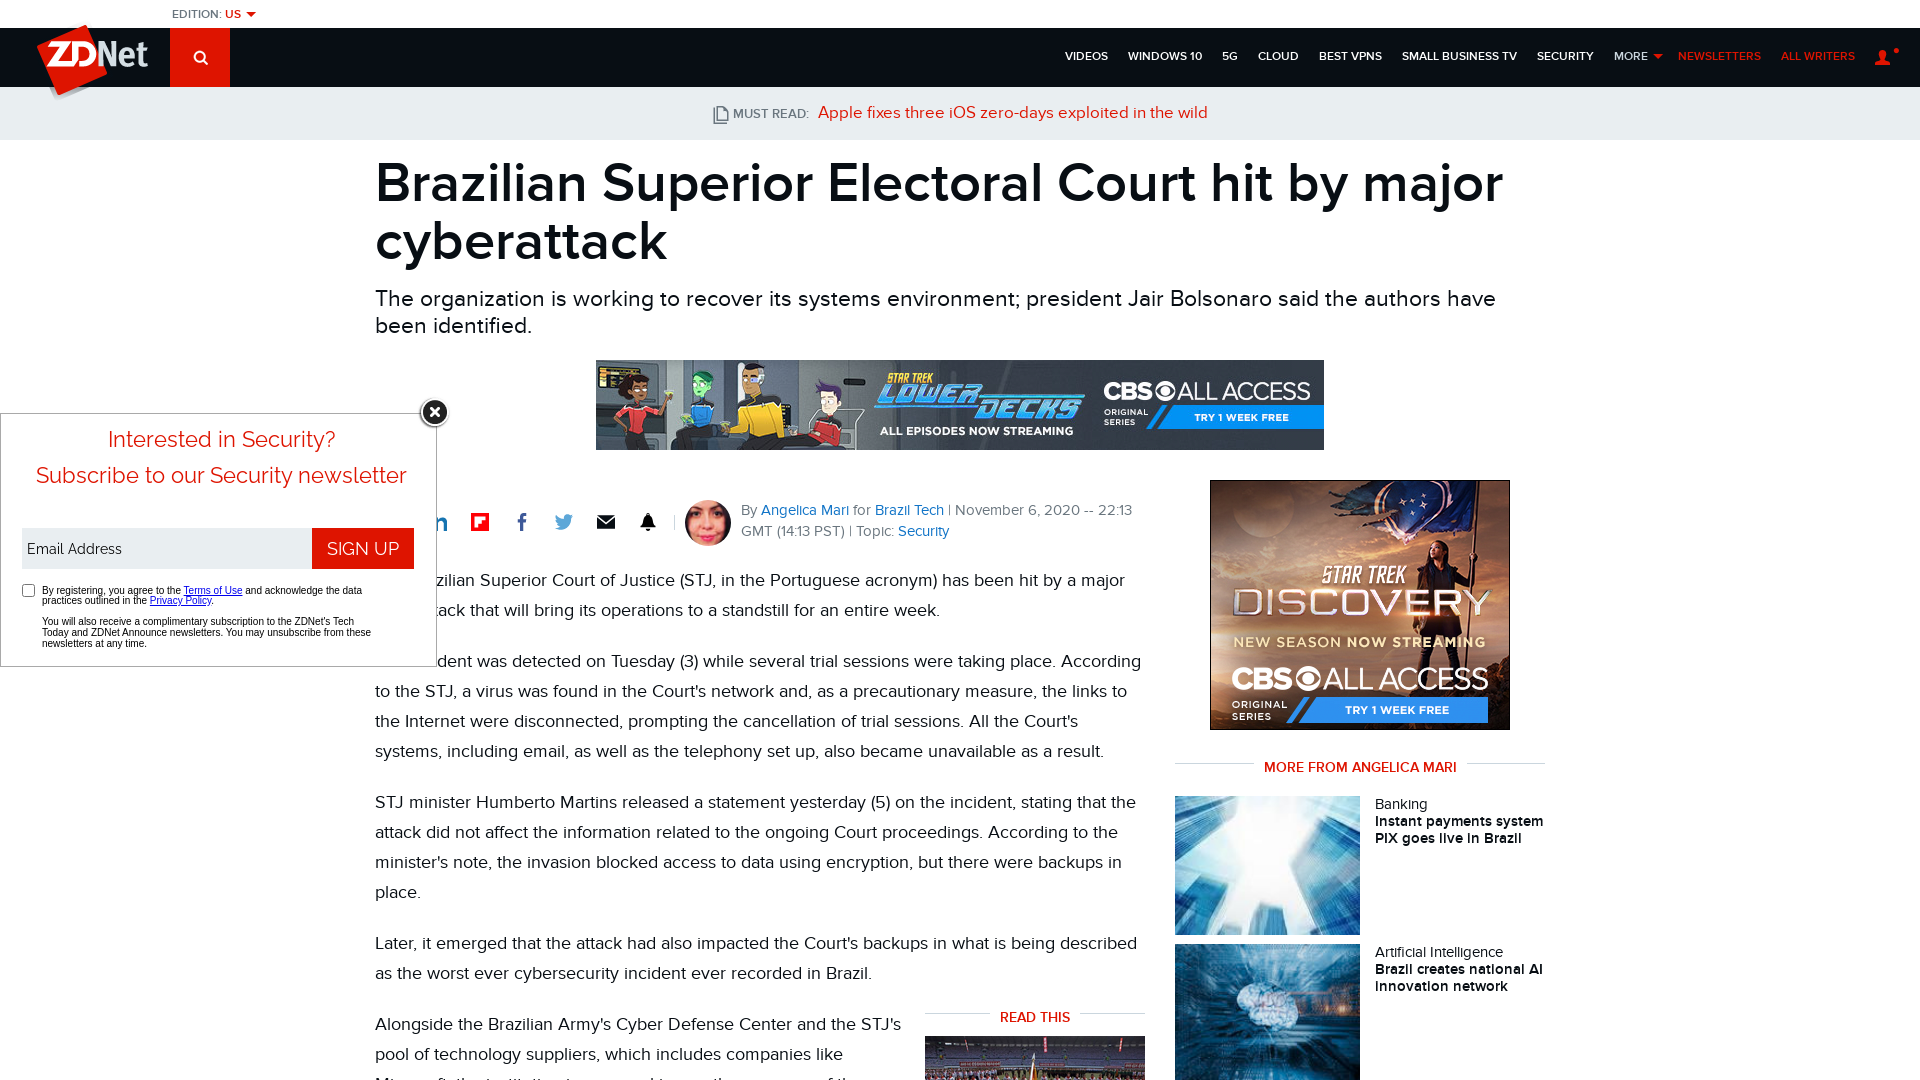 EDITION: US
ZDNet
VIDEOS WINDOWS 10 5G CLOUD BEST VPNS SMALL BUSINESS TV SECURITY MORE NEWSLETTERS ALL WRITERS
MUST READ: Apple fixes three iOS zero-days exploited in the wild
Brazilian Superior Electoral Court hit by major
cyberattack
The organization is working to recover its systems environment; president Jair Bolsonaro said the authors have
been identified.
STAR TREK
LOWER DECKS
ALL EPISODES NOW STREAMING
CBS ALL ACCESS
ORIGINAL
SERIES
TRY 1 WEEK FREE
Interested in Security?
Subscribe to our Security newsletter
Email Address
SIGN UP
By registering, you agree to the Terms of Use and acknowledge the data
practices outlined in the Privacy Policy.
You will also receive a complimentary subscription to the ZDNet's Tech
Today and ZDNet Announce newsletters. You may unsubscribe from these
newsletters at any time.
By Angelica Mari for Brazil Tech | November 6, 2020 -- 22:13
GMT (14:13 PST) | Topic: Security
zilian Superior Court of Justice (STJ, in the Portuguese acronym) has been hit by a major
tack that will bring its operations to a standstill for an entire week.
dent was detected on Tuesday (3) while several trial sessions were taking place. According
to the STJ, a virus was found in the Court's network and, as a precautionary measure, the links to
the Internet were disconnected, prompting the cancellation of trial sessions. All the Court's
systems, including email, as well as the telephony set up, also became unavailable as a result.
STJ minister Humberto Martins released a statement yesterday (5) on the incident, stating that the
attack did not affect the information related to the ongoing Court proceedings. According to the
minister's note, the invasion blocked access to data using encryption, but there were backups in
place.
Later, it emerged that the attack had also impacted the Court's backups in what is being described
as the worst ever cybersecurity incident ever recorded in Brazil.
Alongside the Brazilian Army's Cyber Defense Center and the STJ's
pool of technology suppliers, which includes companies like
READ THIS
STAR TREK
DISCOVERY
NEW SEASON NOW STREAMING
CBS ALL ACCESS
ORIGINAL
SERIES
TRY 1 WEEK FREE
MORE FROM ANGELICA MARI
Banking
Instant payments system
PIX goes live in Brazil
Artificial Intelligence
Brazil creates national AI
innovation network